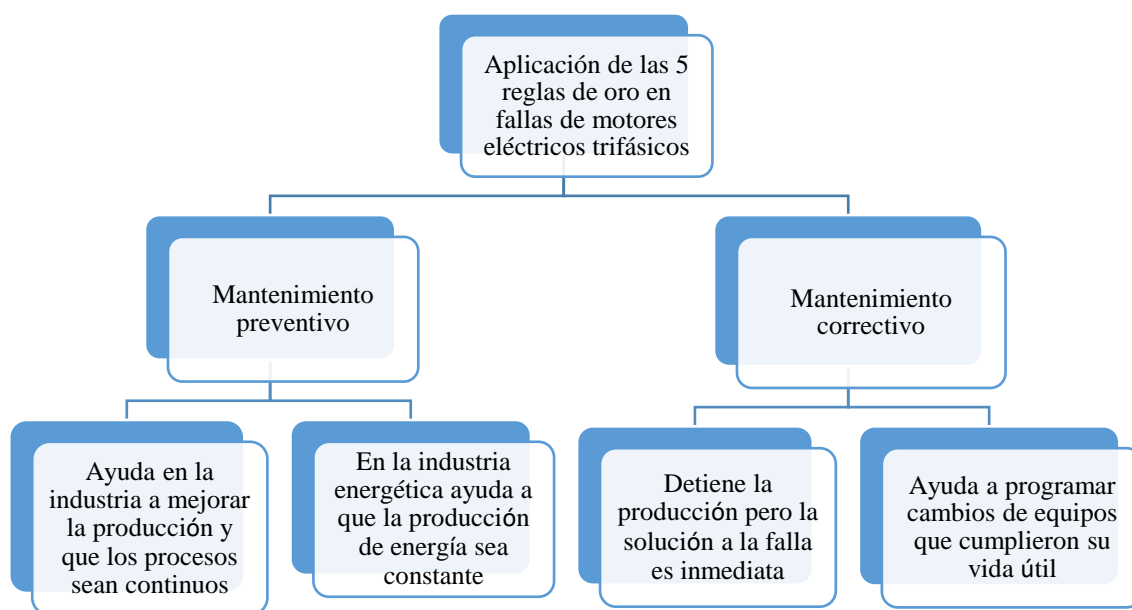 Aplicación de las 5
reglas de oro en
fallas de motores
eléctricos trifásicos
Mantenimiento
preventivo
Mantenimiento
correctivo
Ayuda en la
industria a mejorar
la producción y
que los procesos
sean continuos
En la industria
energética ayuda a
que la producción
de energía sea
constante
Detiene la
producción pero la
solución a la falla
es inmediata
Ayuda a programar
cambios de equipos
que cumplieron su
vida útil